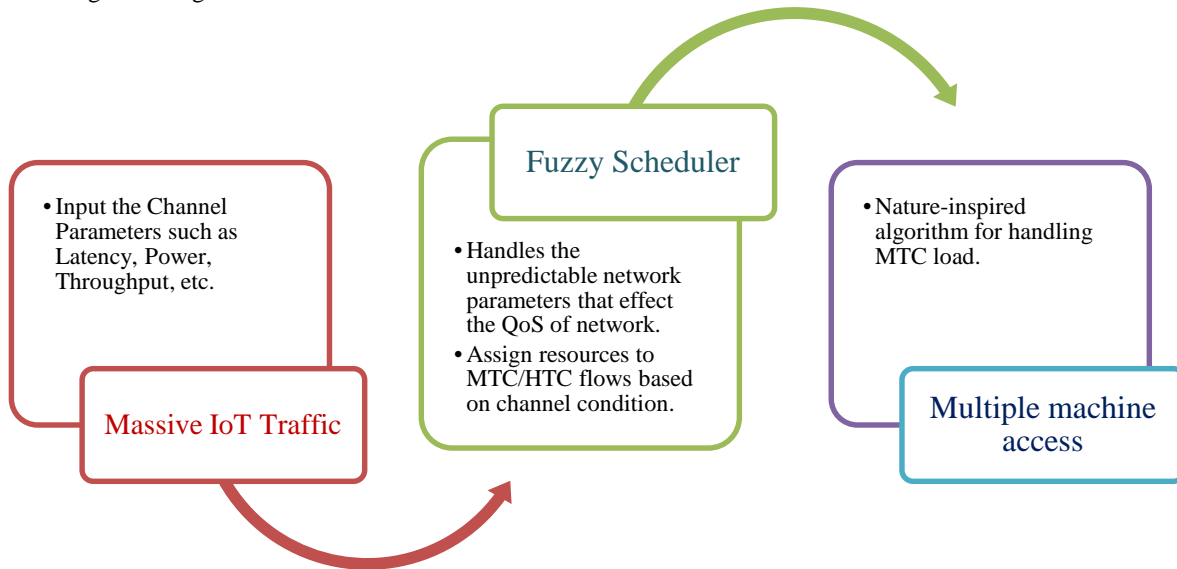 • Input the Channel
Parameters such as
Latency, Power,
Throughput, etc.
Massive IoT Traffic
Fuzzy Scheduler
• Handles the
unpredictable network
parameters that effect
the QoS of network.
• Assign resources to
MTC/HTC flows based
on channel condition.
• Nature-inspired
algorithm for handling
MTC load.
Multiple machine
access